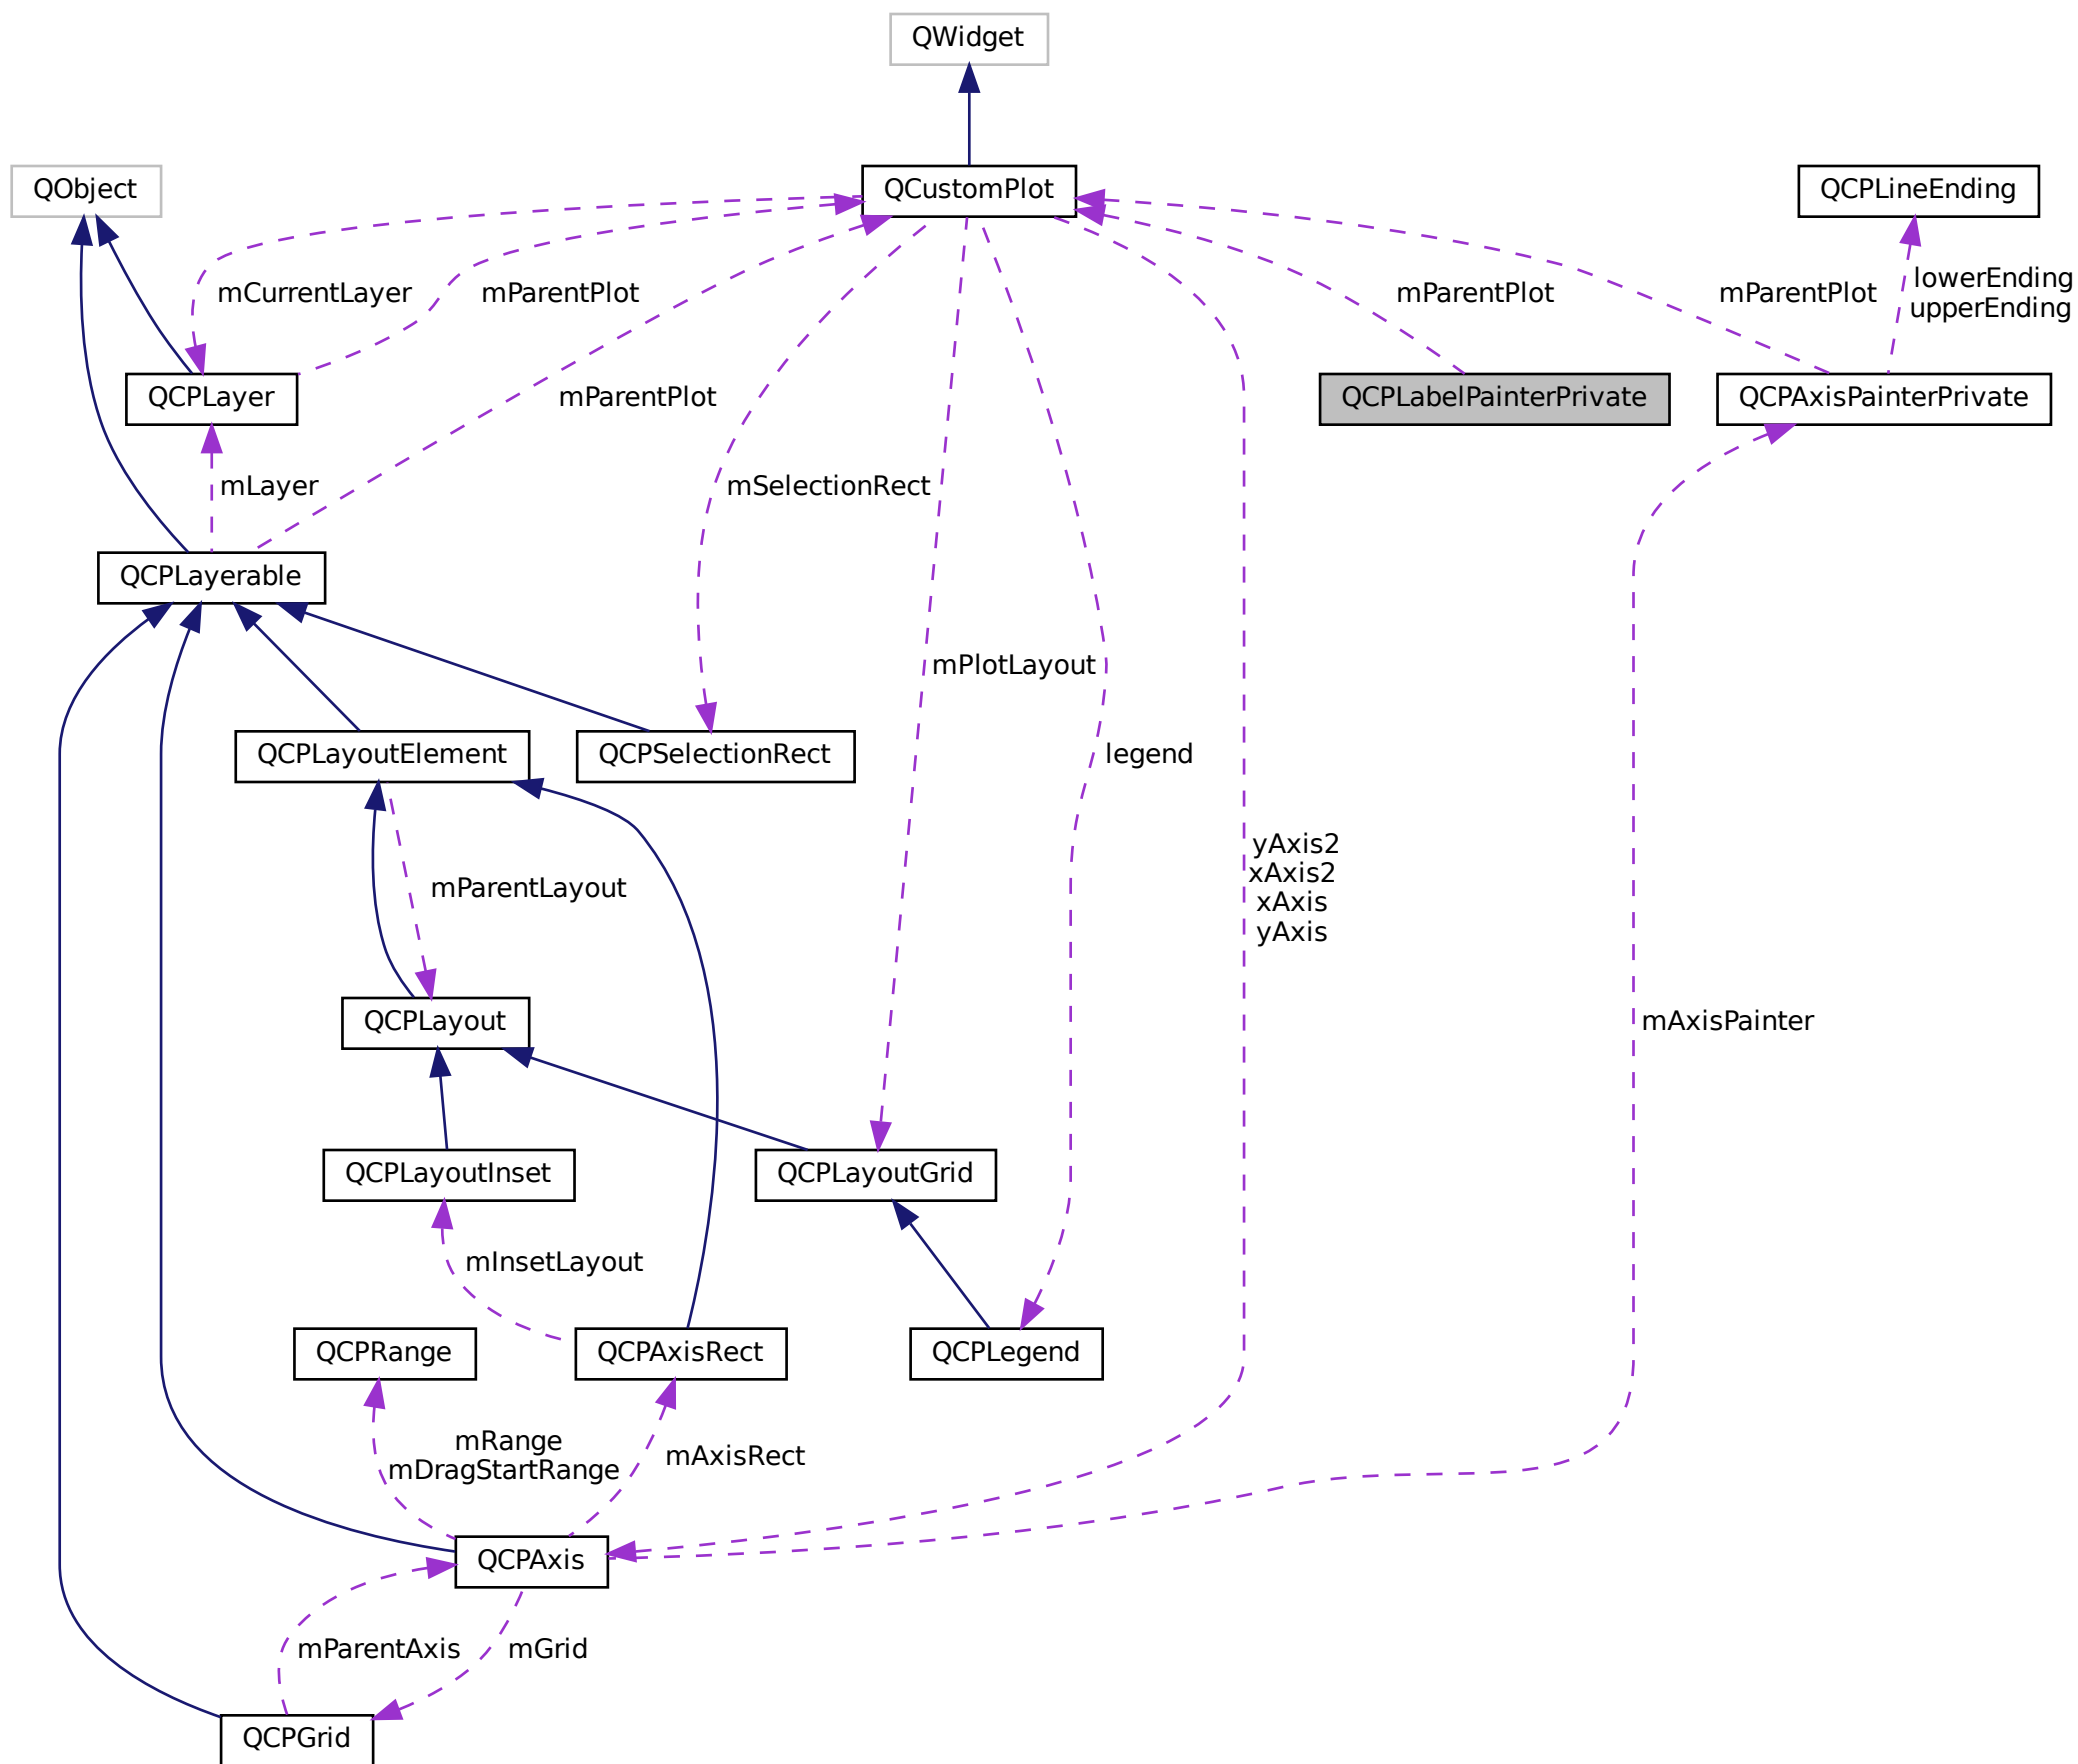 QWidget
QObject
QCustomPlot
QCPLineEnding
mCurrentLayer
mParentPlot
mParentPlot
mParentPlot
lowerEnding
upperEnding
QCPLayer
mParentPlot
QCPLabelPainterPrivate
QCPAxisPainterPrivate
mLayer
mSelectionRect
QCPLayerable
mPlotLayout
QCPLayoutElement
QCPSelectionRect
legend
mParentLayout
yAxis2
xAxis2
xAxis
yAxis
QCPLayout
mAxisPainter
QCPLayoutInset
QCPLayoutGrid
mInsetLayout
QCPRange
QCPAxisRect
QCPLegend
mRange
mDragStartRange
mAxisRect
QCPAxis
mParentAxis
mGrid
QCPGrid